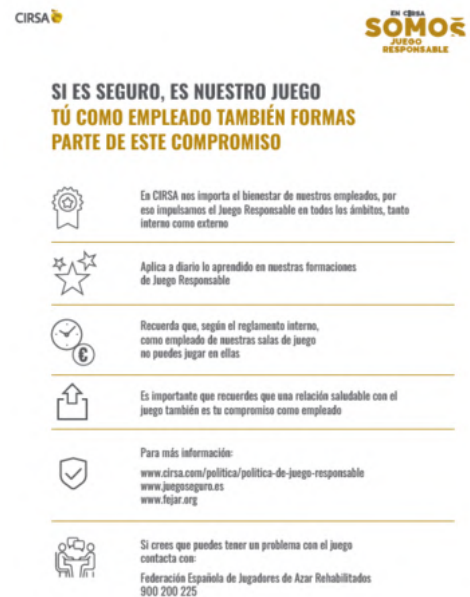 CIRSA
EN CIRSA
SOMOS
JUEGO
RESPONSABLE
SI ES SEGURO, ES NUESTRO JUEGO
TÚ COMO EMPLEADO TAMBIÉN FORMAS
PARTE DE ESTE COMPROMISO
En CIRSA nos importa el bienestar de nuestros empleados, por
eso impulsamos el Juego Responsable en todos los ámbitos, tanto
interno como externo
Aplica a diario lo aprendido en nuestras formaciones
de Juego Responsable
Recuerda que, según el reglamento interno,
como empleado de nuestras salas de juego
no puedes jugar en ellas
€
Es importante que recuerdes que una relación saludable con el
juego también es tu compromiso como empleado
Para más información:
www.cirsa.com/politica/politica-de-juego-responsable
www.juegoseguro.es
www.fejar.org
Si crees que puedes tener un problema con el juego
contacta con:
Federación Española de Jugadores de Azar Rehabilitados
900 200 225